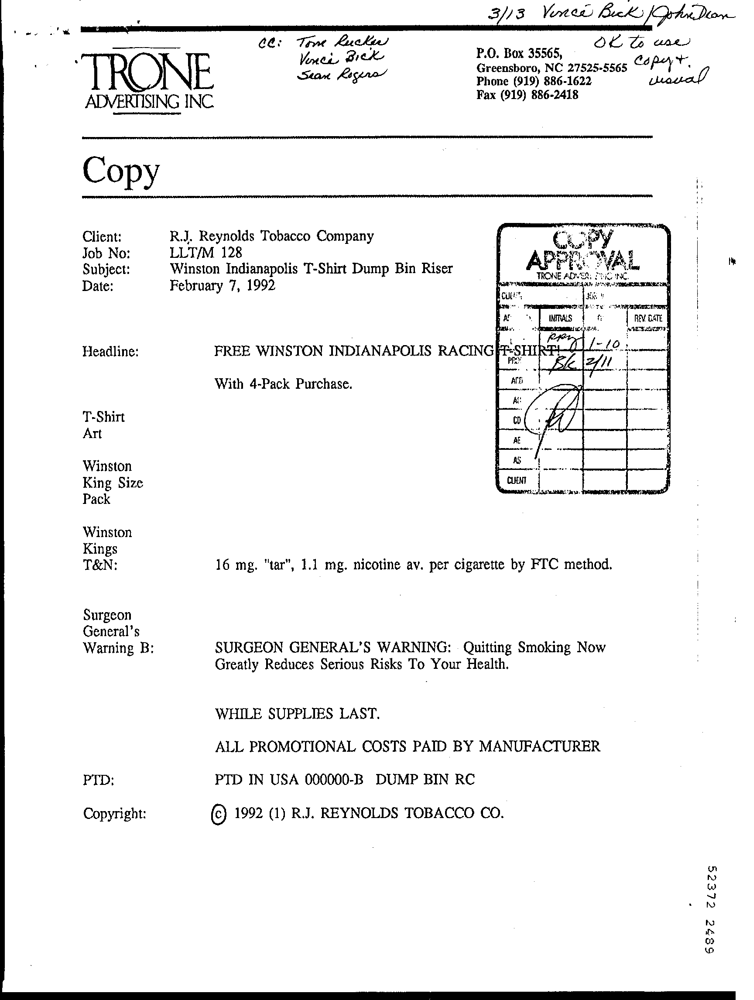 3/13 Vince Bick / John Dean
OK to use
copy + visual
cc: Tom Rucker
Vince Bick
Sean Rogers
TRONE
ADVERTISING INC
P.O. Box 35565,
Greensboro, NC 27525-5565
Phone (919) 886-1622
Fax (919) 886-2418
Copy
Client: R.J. Reynolds Tobacco Company
Job No: LLT/M 128
Subject: Winston Indianapolis T-Shirt Dump Bin Riser
Date: February 7, 1992
COPY
APPROVAL
TRONE ADVERTISING INC.
CLIENT JOB #
INITIALS REV. DATE
1-10
PRF BK 2/11
ATD
CD
AE
AS
CLIENT
Headline: FREE WINSTON INDIANAPOLIS RACING T-SHIRT!
With 4-Pack Purchase.
T-Shirt
Art
Winston
King Size
Pack
Winston
Kings
T&N: 16 mg. "tar", 1.1 mg. nicotine av. per cigarette by FTC method.
Surgeon
General's
Warning B: SURGEON GENERAL'S WARNING: Quitting Smoking Now
Greatly Reduces Serious Risks To Your Health.
WHILE SUPPLIES LAST.
ALL PROMOTIONAL COSTS PAID BY MANUFACTURER
PTD: PTD IN USA 000000-B DUMP BIN RC
Copyright: © 1992 (1) R.J. REYNOLDS TOBACCO CO.
52372 2489